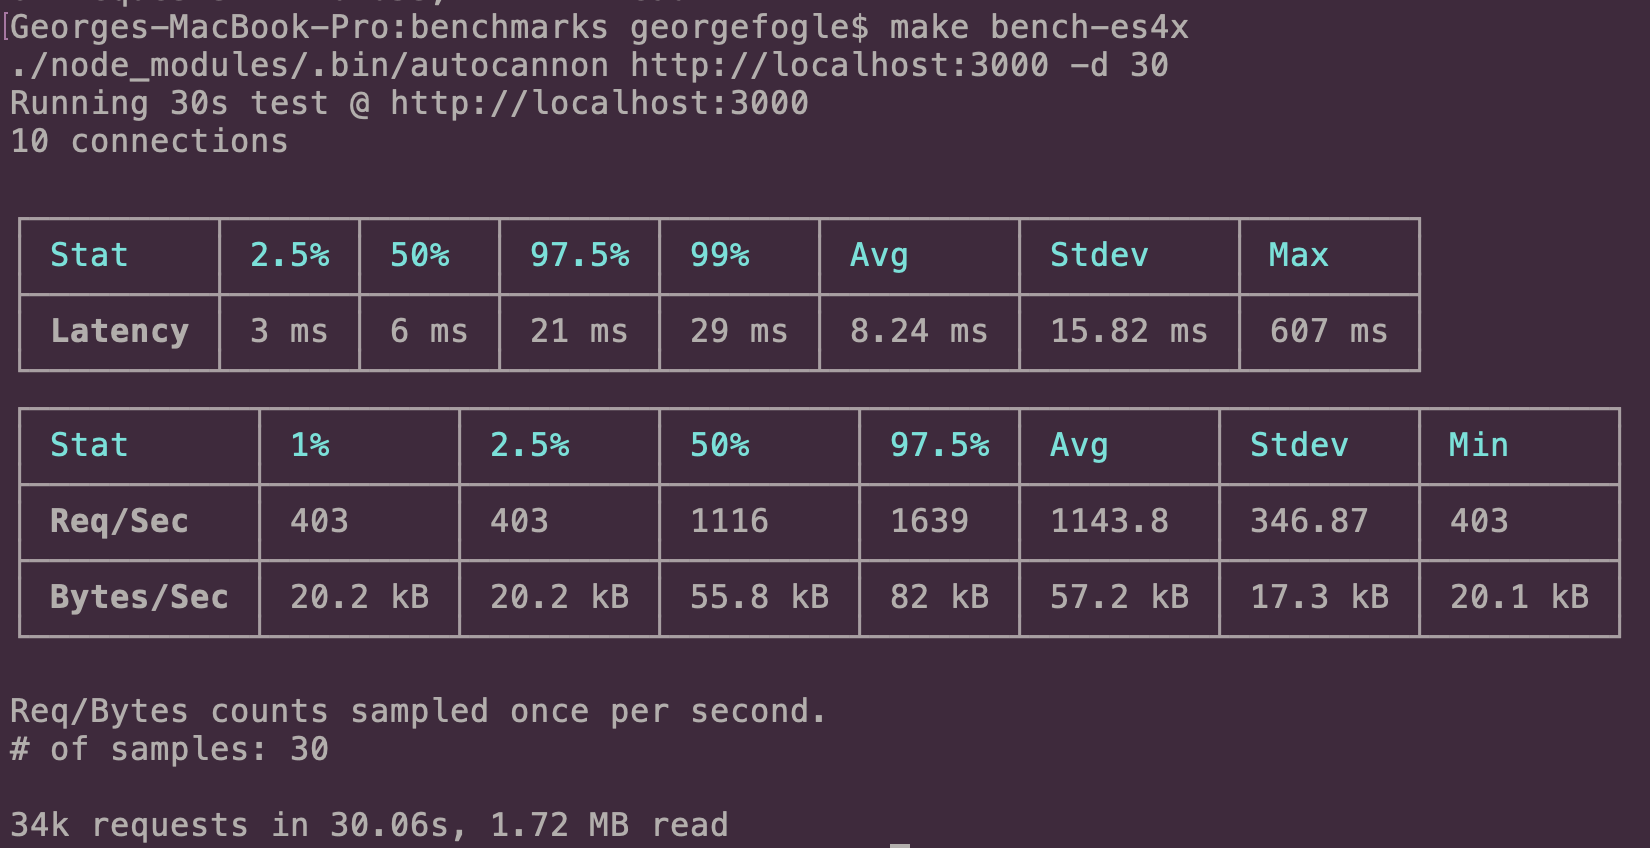 Georges-MacBook-Pro:benchmarks georgefogle$ make bench-es4x
./node_modules/.bin/autocannon http://localhost:3000 -d 30
Running 30s test @ http://localhost:3000
10 connections
Stat 2.5% 50% 97.5% 99% Avg Stdev Max
Latency 3 ms 6 ms 21 ms 29 ms 8.24 ms 15.82 ms 607 ms
Stat 1% 2.5% 50% 97.5% Avg Stdev Min
Req/Sec 403 403 1116 1639 1143.8 346.87 403
Bytes/Sec 20.2 kB 20.2 kB 55.8 kB 82 kB 57.2 kB 17.3 kB 20.1 kB
Req/Bytes counts sampled once per second.
# of samples: 30
34k requests in 30.06s, 1.72 MB read